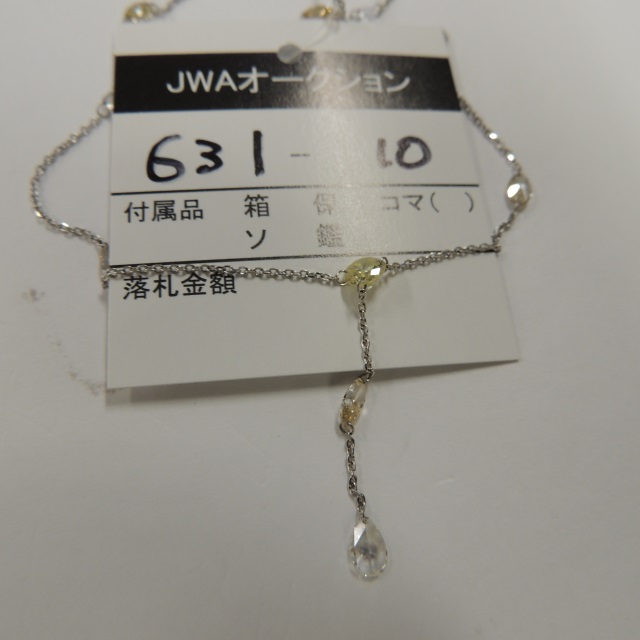 JWAオークション
631-10
付属品 箱 保 コマ( )
ソ 鑑
落札金額